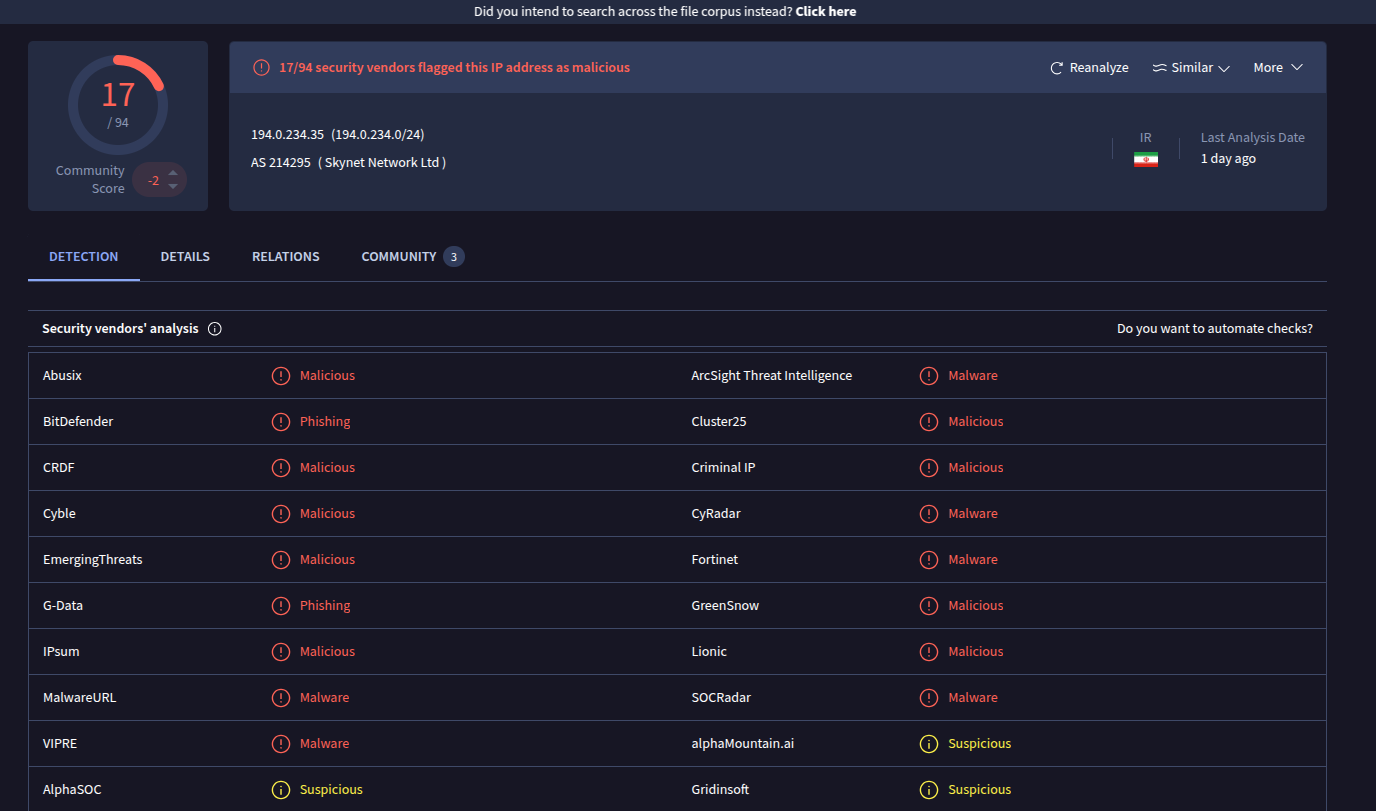 Did you intend to search across the file corpus instead? Click here
17
/ 94
Community
Score
-2
17/94 security vendors flagged this IP address as malicious
Reanalyze
Similar
More
194.0.234.35 (194.0.234.0/24)
AS 214295 ( Skynet Network Ltd )
IR
Last Analysis Date
1 day ago
DETECTION
DETAILS
RELATIONS
COMMUNITY
3
Security vendors' analysis
Do you want to automate checks?
Abusix Malicious ArcSight Threat Intelligence Malware
BitDefender Phishing Cluster25 Malicious
CRDF Malicious Criminal IP Malicious
Cyble Malicious CyRadar Malware
EmergingThreats Malicious Fortinet Malware
G-Data Phishing GreenSnow Malicious
IPsum Malicious Lionic Malicious
MalwareURL Malware SOCRadar Malware
VIPRE Malware alphaMountain.ai Suspicious
AlphaSOC Suspicious Gridinsoft Suspicious